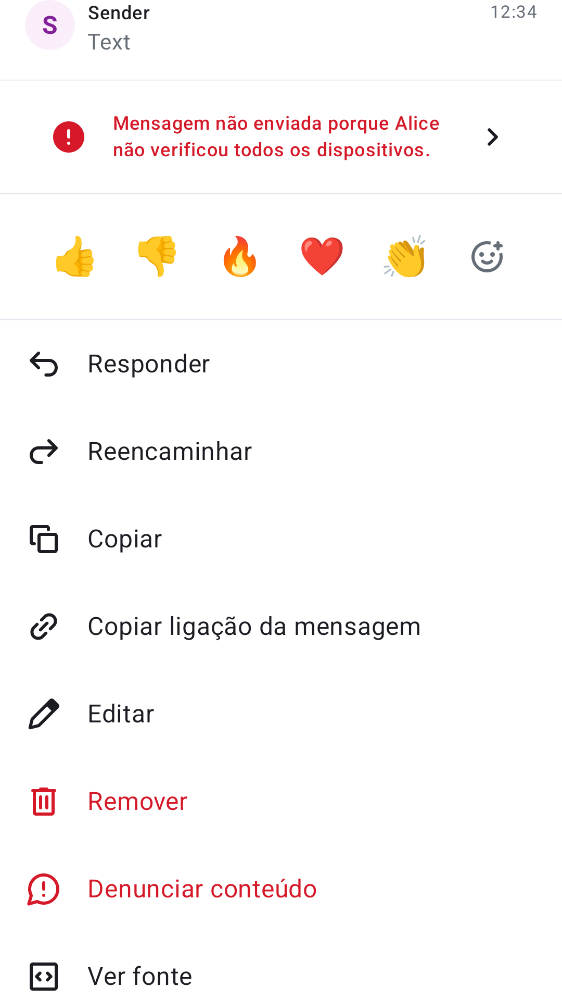 S
Sender
12:34
Text
Mensagem não enviada porque Alice
não verificou todos os dispositivos.
Responder
Reencaminhar
Copiar
Copiar ligação da mensagem
Editar
Remover
Denunciar conteúdo
Ver fonte